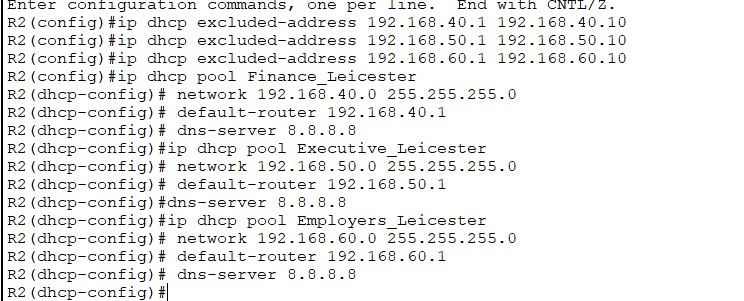 Enter configuration commands, one per line.  End with CNTL/Z.
R2(config)#ip dhcp excluded-address 192.168.40.1 192.168.40.10
R2(config)#ip dhcp excluded-address 192.168.50.1 192.168.50.10
R2(config)#ip dhcp excluded-address 192.168.60.1 192.168.60.10
R2(config)#ip dhcp pool Finance_Leicester
R2(dhcp-config)# network 192.168.40.0 255.255.255.0
R2(dhcp-config)# default-router 192.168.40.1
R2(dhcp-config)# dns-server 8.8.8.8
R2(dhcp-config)#ip dhcp pool Executive_Leicester
R2(dhcp-config)# network 192.168.50.0 255.255.255.0
R2(dhcp-config)# default-router 192.168.50.1
R2(dhcp-config)#dns-server 8.8.8.8
R2(dhcp-config)#ip dhcp pool Employers_Leicester
R2(dhcp-config)# network 192.168.60.0 255.255.255.0
R2(dhcp-config)# default-router 192.168.60.1
R2(dhcp-config)# dns-server 8.8.8.8
R2(dhcp-config)#